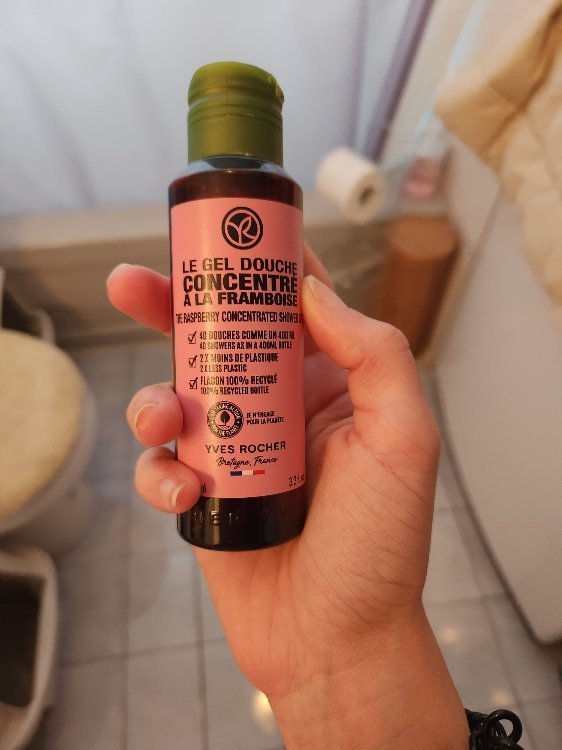 LE GEL DOUCHE
CONCENTRÉ
À LA FRAMBOISE
THE RASPBERRY CONCENTRATED SHOWER
40 DOUCHES COMME UN 400 ML
40 SHOWERS AS IN A 400ML BOTTLE
2 X MOINS DE PLASTIQUE
2 X LESS PLASTIC
FLACON 100% RECYCLÉ
100% RECYCLED BOTTLE
JE M'ENGAGE
POUR LA PLANÈTE
YVES ROCHER
Bretagne, France
3.3 f